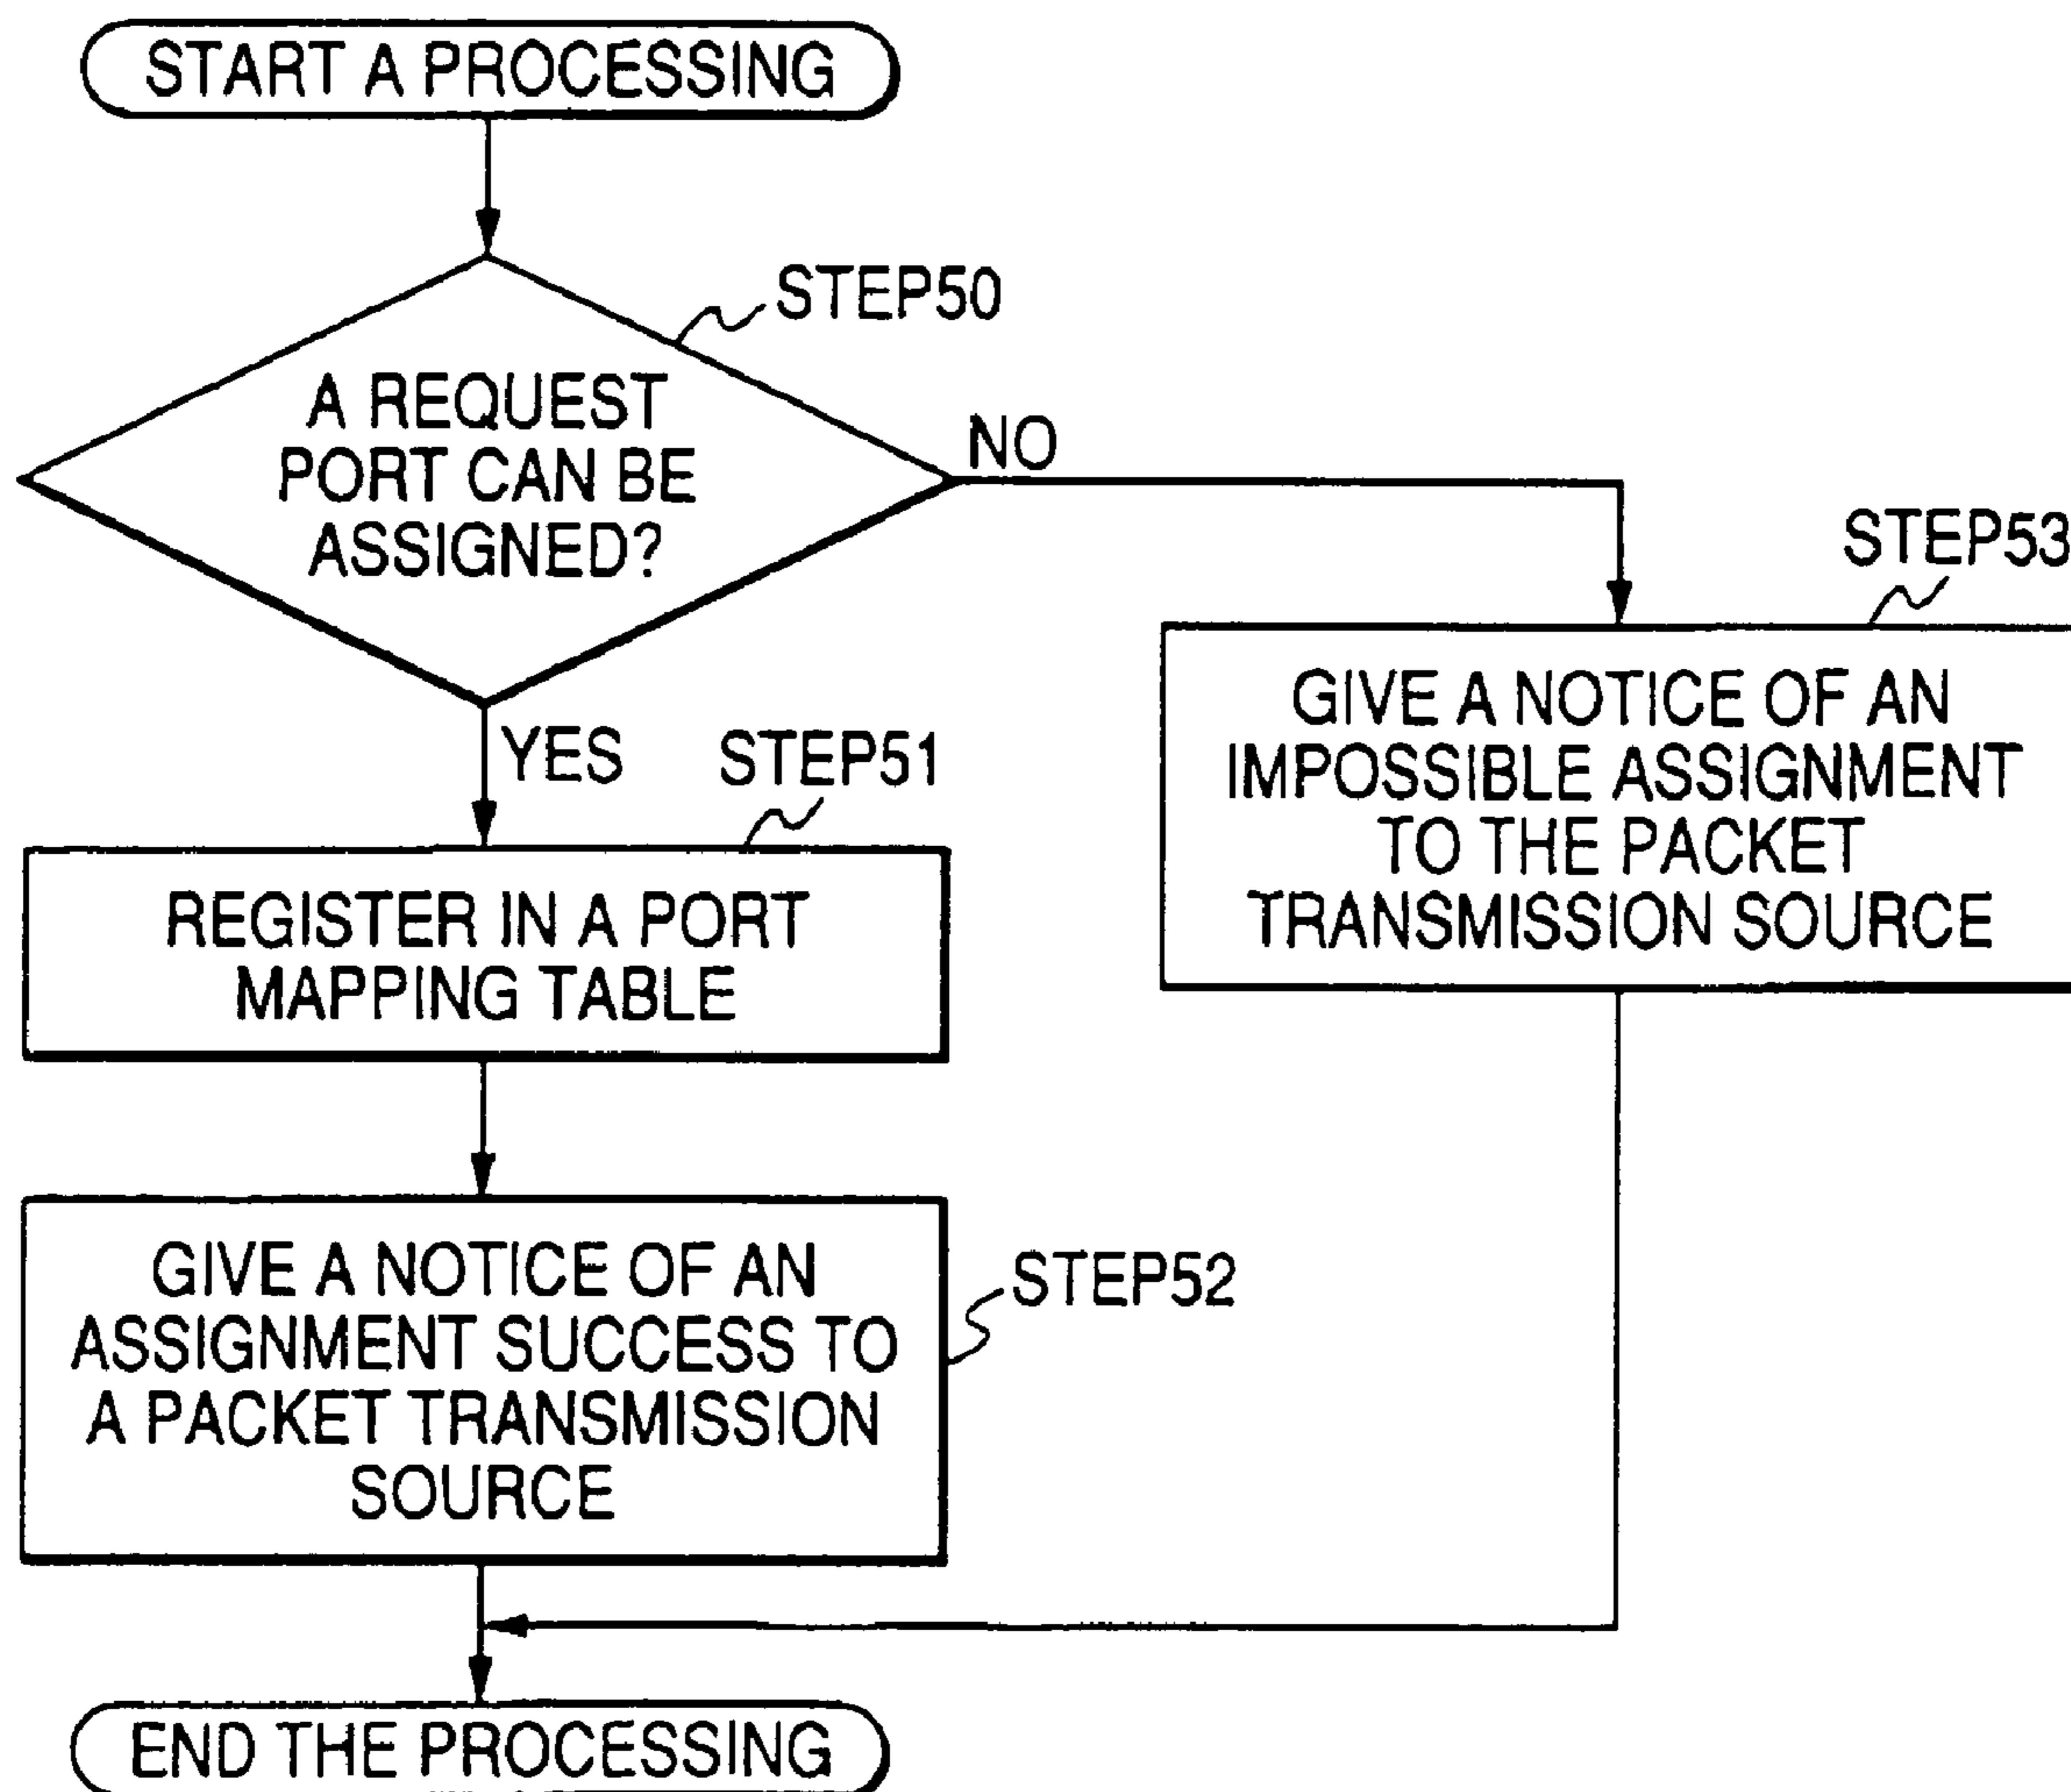 START A PROCESSING
STEP50
A REQUEST
PORT CAN BE
ASSIGNED?
NO
YES
STEP51
REGISTER IN A PORT
MAPPING TABLE
STEP53
GIVE A NOTICE OF AN
IMPOSSIBLE ASSIGNMENT
TO THE PACKET
TRANSMISSION SOURCE
GIVE A NOTICE OF AN
ASSIGNMENT SUCCESS TO
A PACKET TRANSMISSION
SOURCE
STEP52
END THE PROCESSING